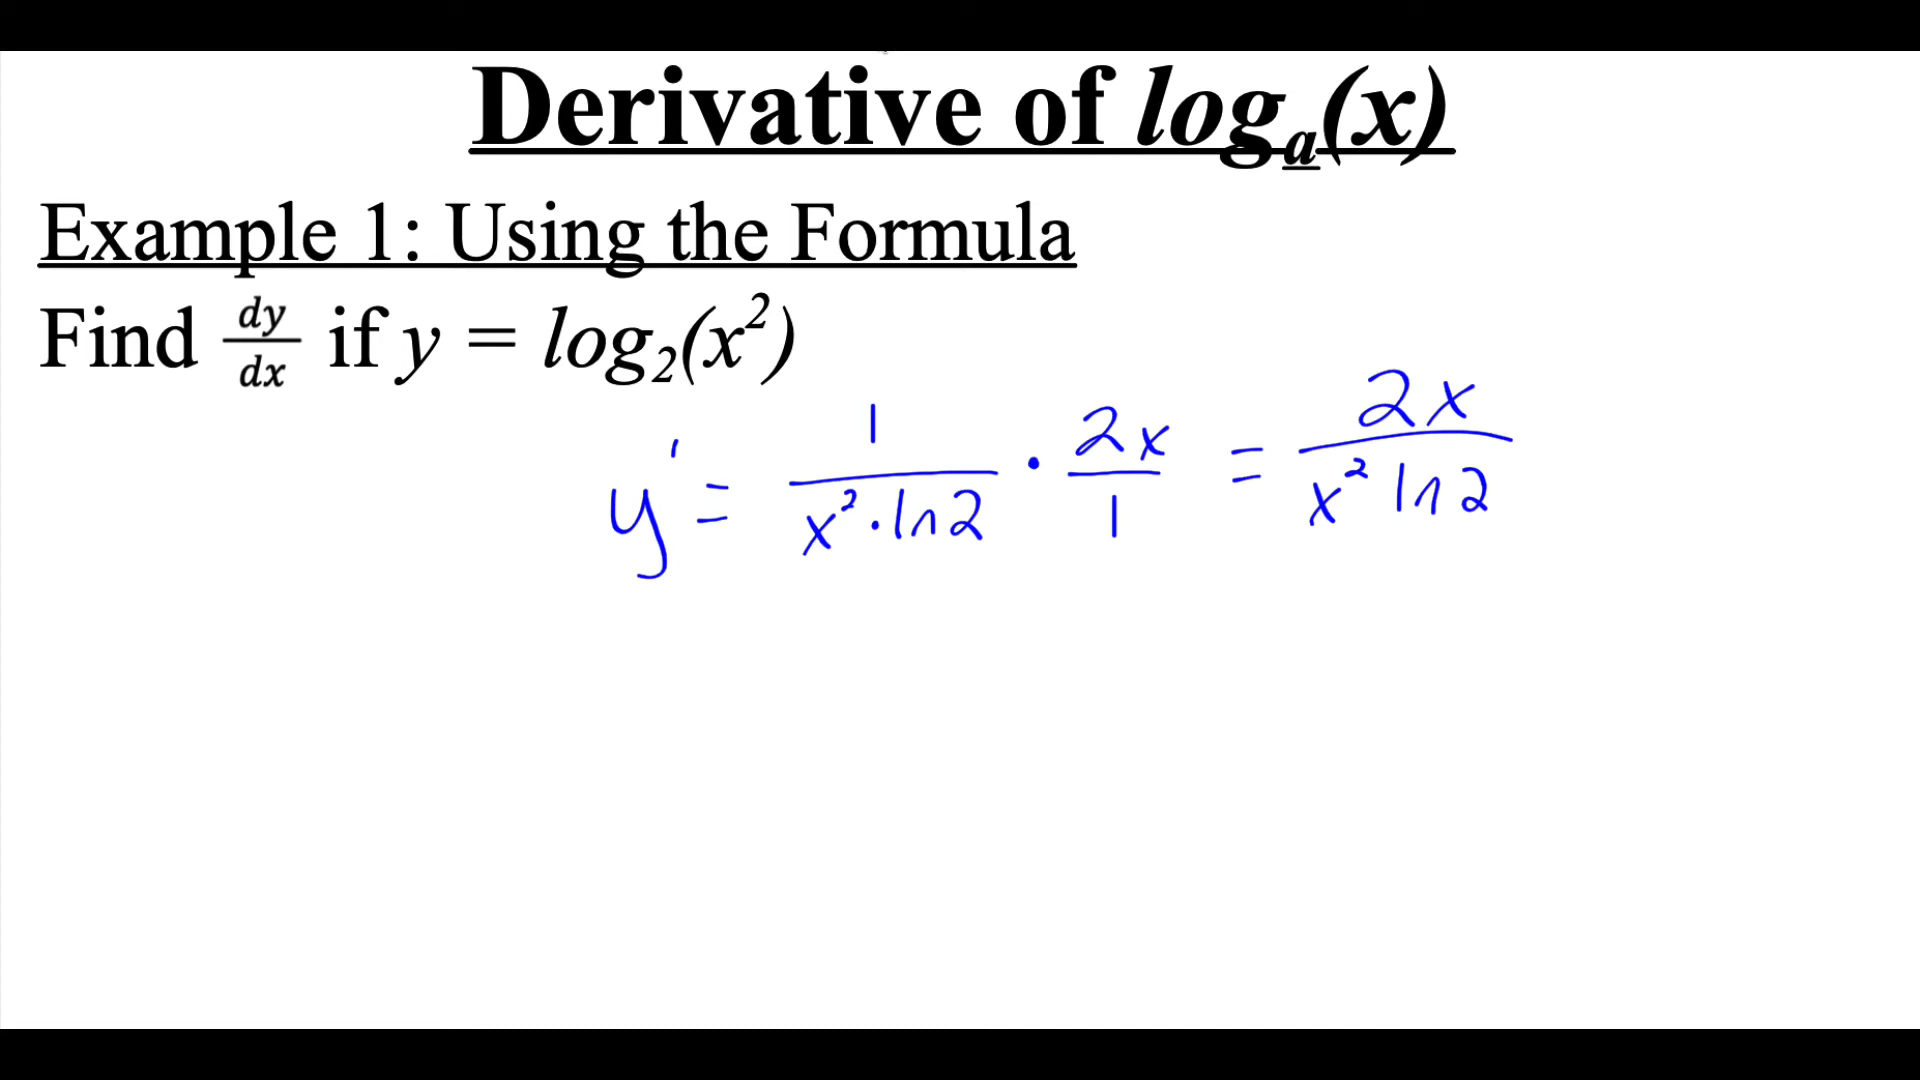 Derivative of logₐ(x)
Example 1: Using the Formula
Find dy/dx if y = log₂(x²)
y' = 1/(x² · ln2) · 2x/1 = 2x/(x² ln2)